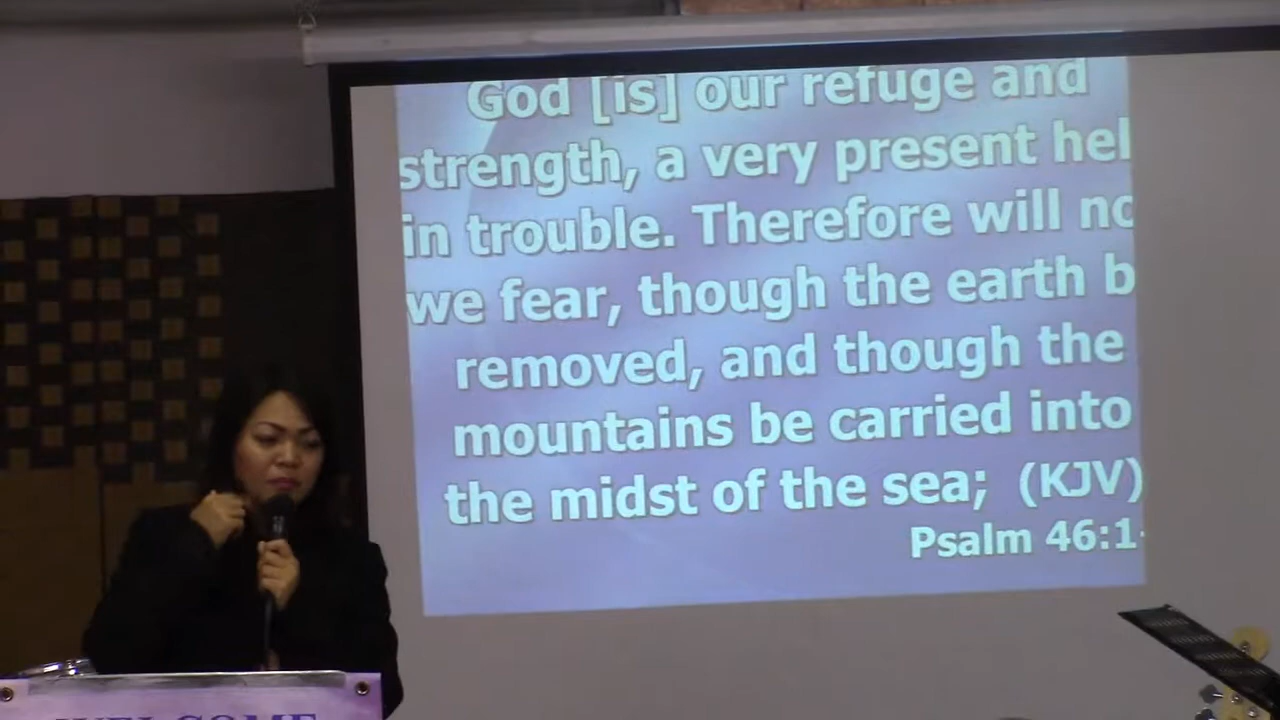 God [is] our refuge and
strength, a very present hel
in trouble. Therefore will no
we fear, though the earth b
removed, and though the
mountains be carried into
the midst of the sea; (KJV)
Psalm 46:1-
WELCOME